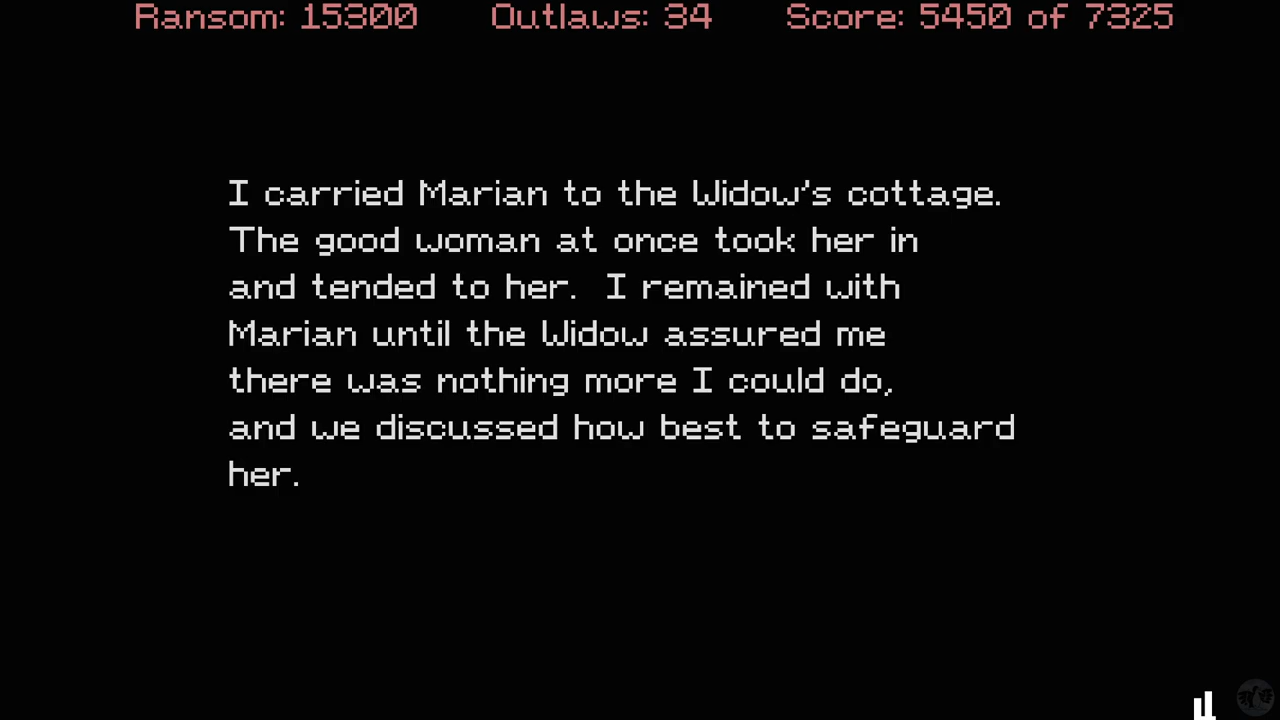 Ransom: 15300 Outlaws: 34 Score: 5450 of 7325
I carried Marian to the Widow's cottage.
The good woman at once took her in
and tended to her.  I remained with
Marian until the Widow assured me
there was nothing more I could do,
and we discussed how best to safeguard
her.